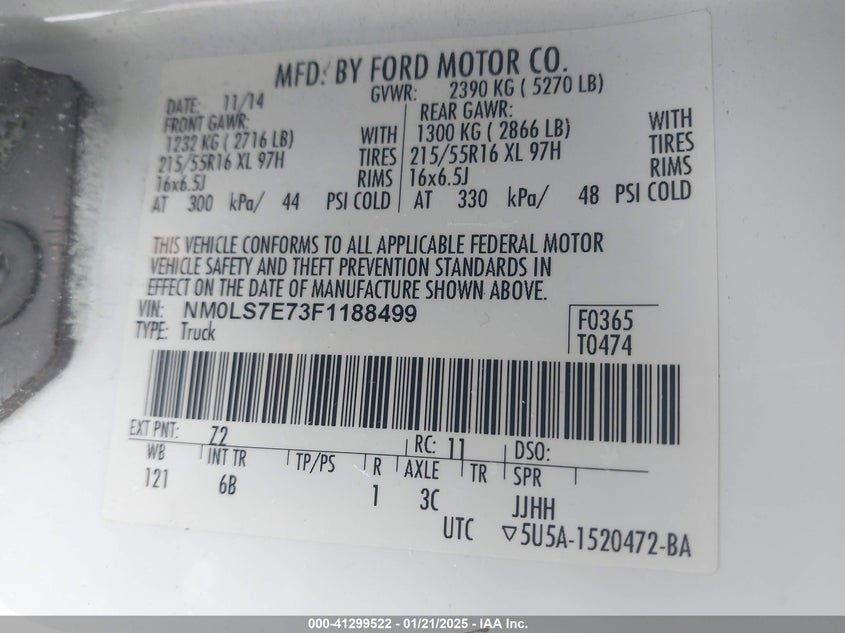 MFD. BY FORD MOTOR CO.
DATE: 11/14 GVWR: 2390 KG ( 5270 LB)
FRONT GAWR: REAR GAWR:
1232 KG ( 2716 LB) WITH 1300 KG ( 2866 LB) WITH
215/55R16 XL 97H TIRES 215/55R16 XL 97H TIRES
16x6.5J RIMS 16x6.5J RIMS
AT 300 kPa/ 44 PSI COLD AT 330 kPa/ 48 PSI COLD
THIS VEHICLE CONFORMS TO ALL APPLICABLE FEDERAL MOTOR
VEHICLE SAFETY AND THEFT PREVENTION STANDARDS IN
EFFECT ON THE DATE OF MANUFACTURE SHOWN ABOVE.
VIN: NM0LS7E73F1188499 F0365
TYPE: Truck T0474
EXT PNT: Z2 RC: 11 DSO:
WB INT TR TP/PS R AXLE TR SPR
121 6B 1 3C JJHH
UTC ▽5U5A-1520472-BA
000-41299522 — 01/21/2025 — IAA Inc.